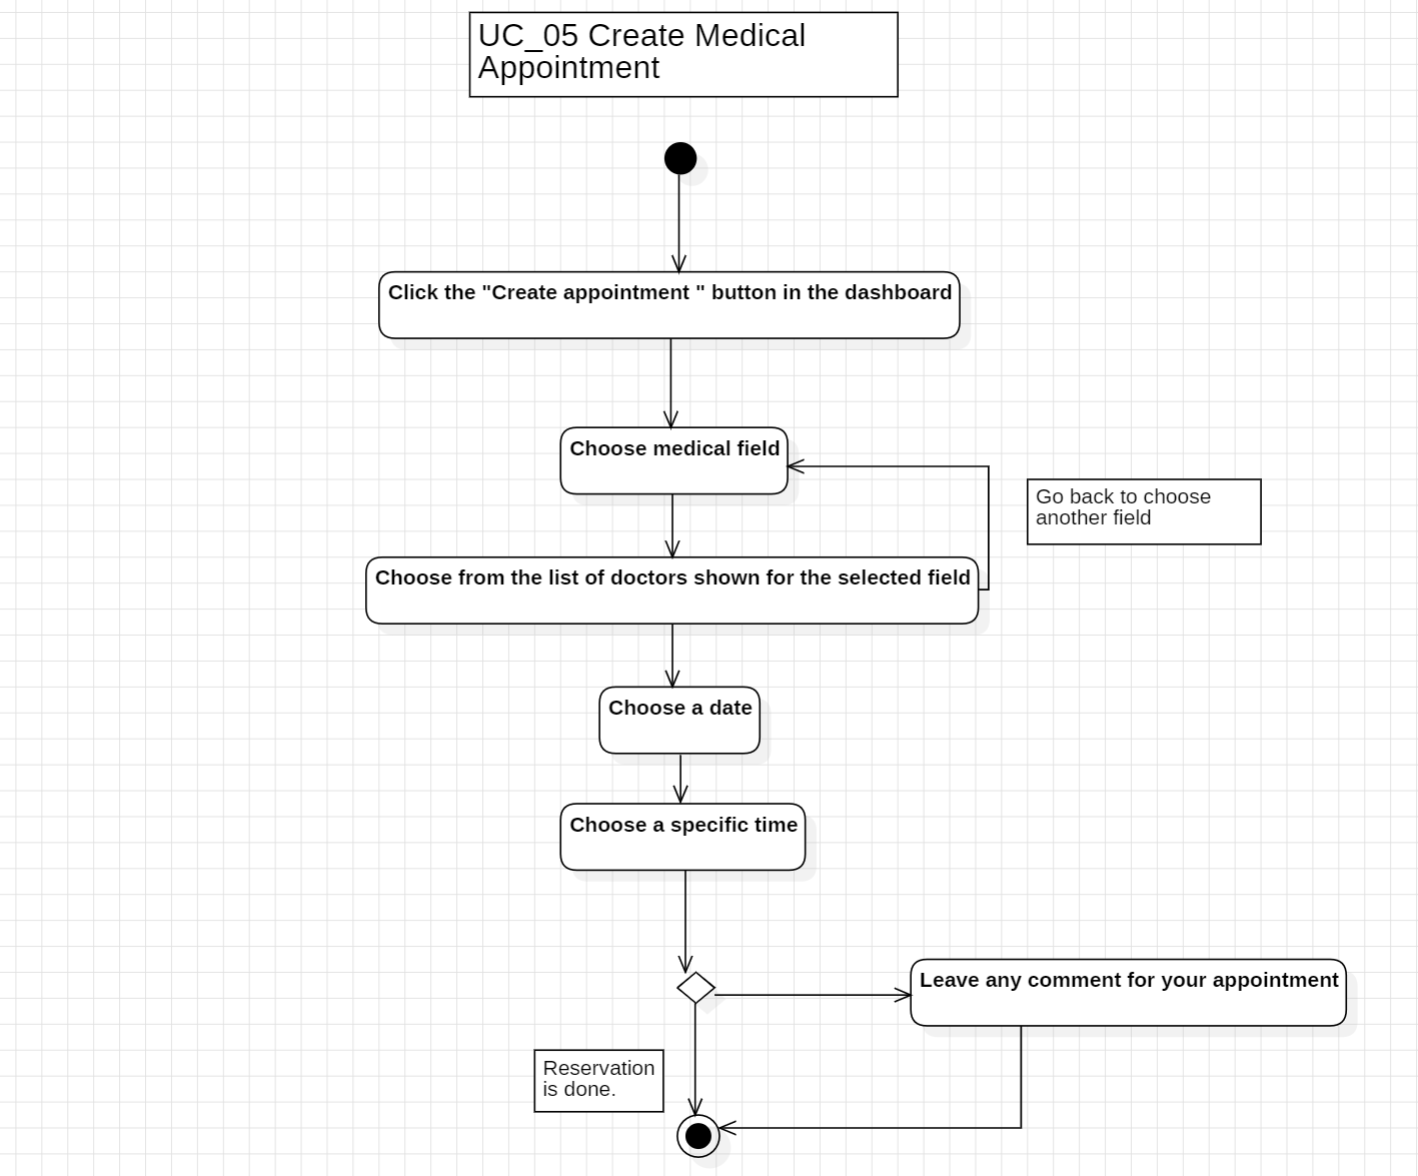 UC_05 Create Medical
Appointment
Click the "Create appointment " button in the dashboard
Choose medical field
Go back to choose
another field
Choose from the list of doctors shown for the selected field
Choose a date
Choose a specific time
Leave any comment for your appointment
Reservation
is done.